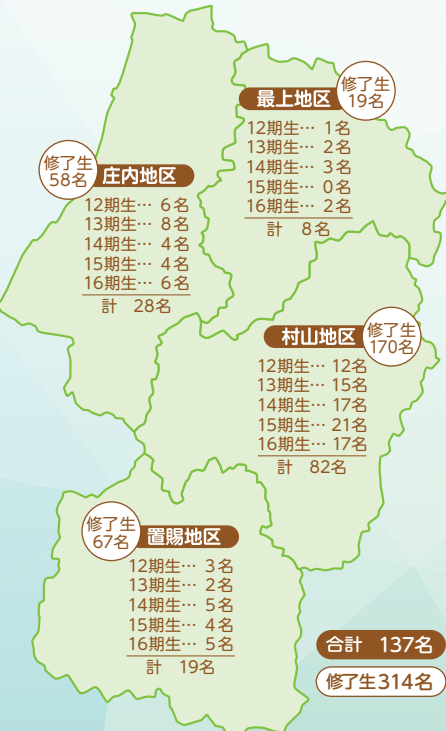 最上地区
修了生
19名
12期生… 1名
13期生… 2名
14期生… 3名
15期生… 0名
16期生… 2名
計 8名
修了生
58名
庄内地区
12期生… 6名
13期生… 8名
14期生… 4名
15期生… 4名
16期生… 6名
計 28名
村山地区
修了生
170名
12期生… 12名
13期生… 15名
14期生… 17名
15期生… 21名
16期生… 17名
計 82名
修了生
67名
置賜地区
12期生… 3名
13期生… 2名
14期生… 5名
15期生… 4名
16期生… 5名
計 19名
合計 137名
修了生314名